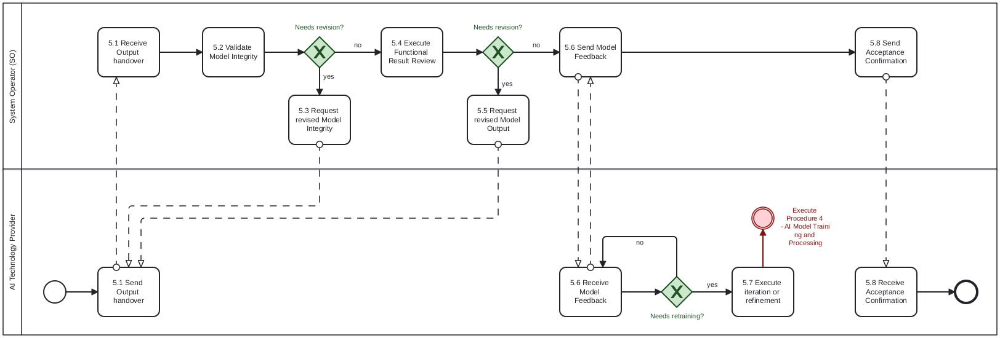 System Operator (SO)
5.1 Receive
Output
handover
5.2 Validate
Model Integrity
Needs revision?
no
yes
5.3 Request
revised Model
Integrity
5.4 Execute
Functional
Result Review
Needs revision?
no
yes
5.5 Request
revised Model
Output
5.6 Send Model
Feedback
5.8 Send
Acceptance
Confirmation
AI Technology Provider
5.1 Send
Output
handover
5.6 Receive
Model
Feedback
no
Needs retraining?
yes
5.7 Execute
iteration or
refinement
Execute
Procedure 4
- AI Model Traini
ng and
Processing
5.8 Receive
Acceptance
Confirmation